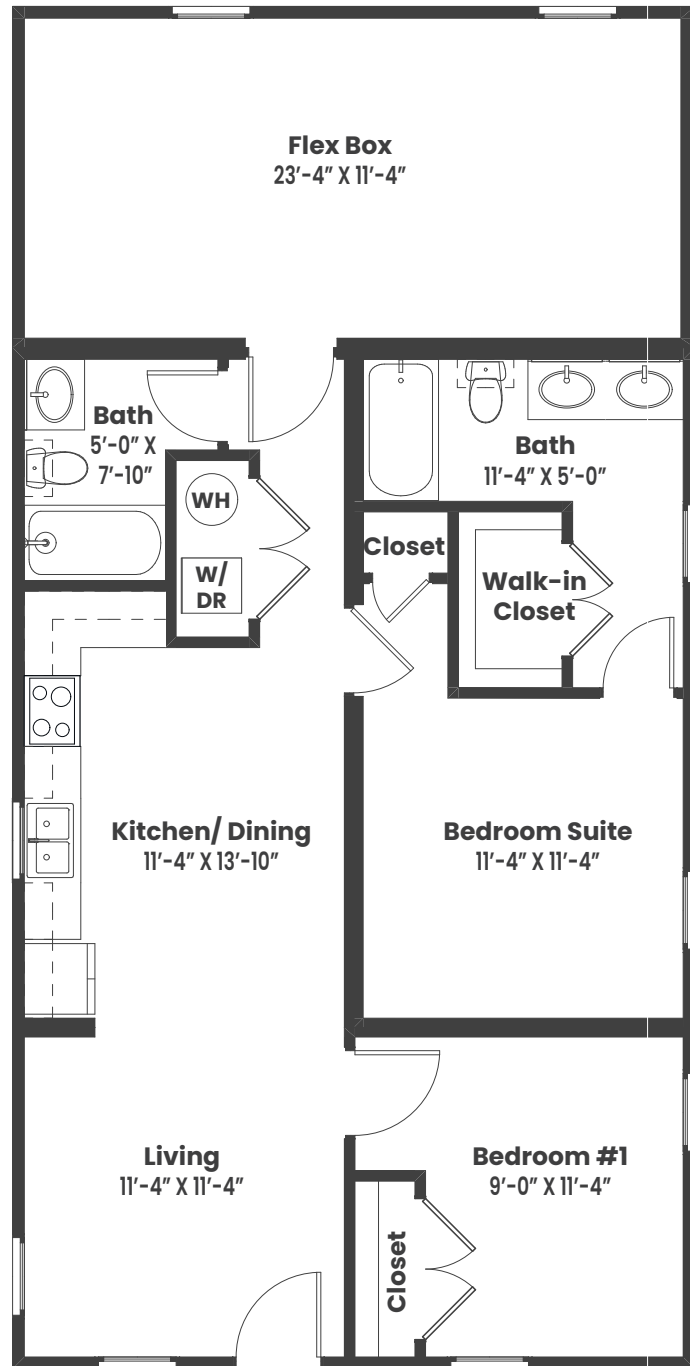 Flex Box
23’-4” X 11’-4”
Bath
5’-0” X
7’-10”
Bath
11’-4” X 5’-0”
WH
W/
DR
Closet
Walk-in
Closet
Kitchen/ Dining
11’-4” X 13’-10”
Bedroom Suite
11’-4” X 11’-4”
Living
11’-4” X 11’-4”
Bedroom #1
9’-0” X 11’-4”
Closet